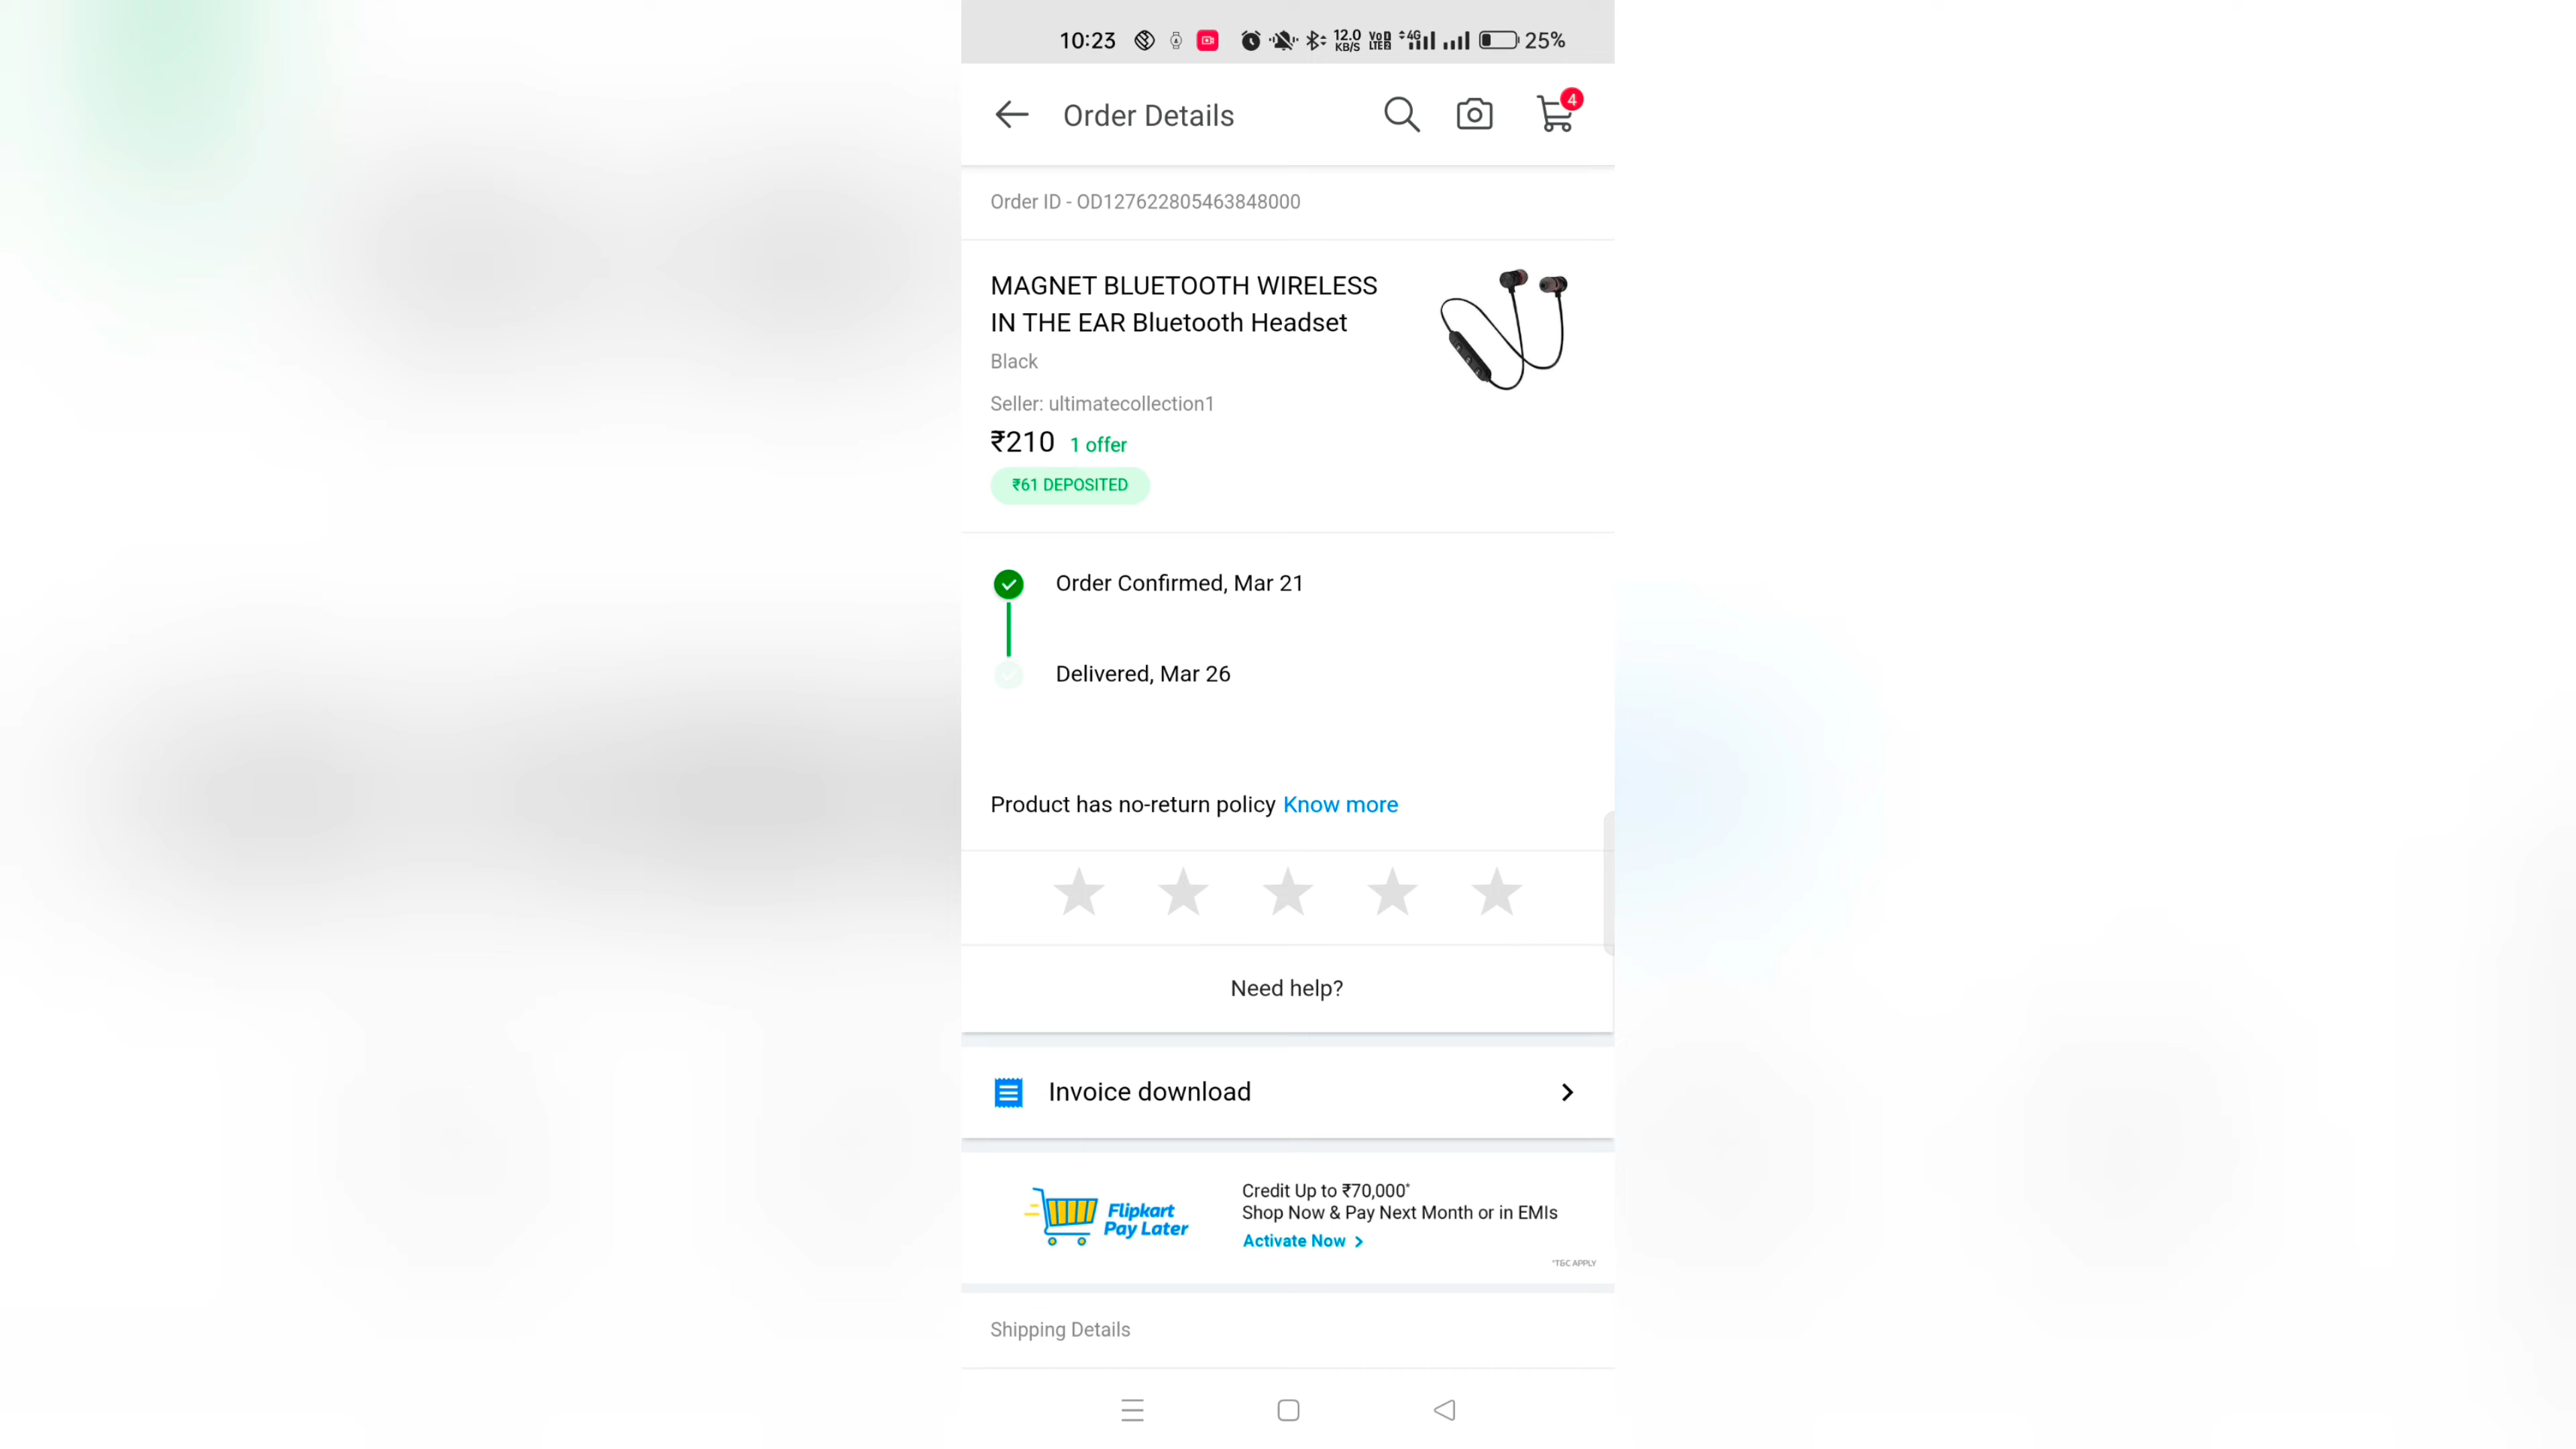 10:23 12.0 KB/S VoLTE 4G 25%
Order Details
4
Order ID - OD127622805463848000
MAGNET BLUETOOTH WIRELESS
IN THE EAR Bluetooth Headset
Black
Seller: ultimatecollection1
₹210 1 offer
₹61 DEPOSITED
Order Confirmed, Mar 21
Delivered, Mar 26
Product has no-return policy Know more
Need help?
Invoice download
Flipkart
Pay Later
Credit Up to ₹70,000*
Shop Now & Pay Next Month or in EMIs
Activate Now
*T&C APPLY
Shipping Details